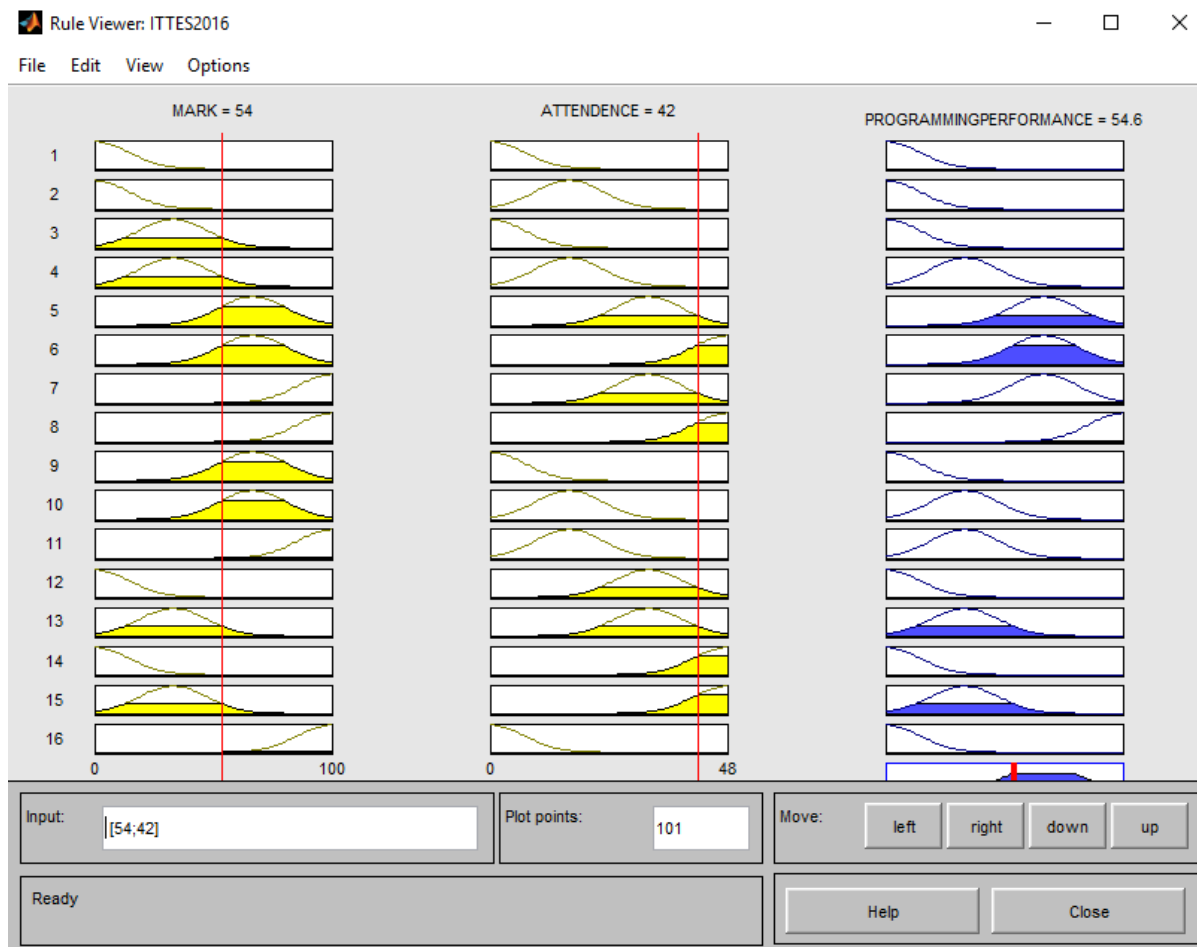 Rule Viewer: ITTES2016
File Edit View Options
MARK = 54
ATTENDENCE = 42
PROGRAMMINGPERFORMANCE = 54.6
1
2
3
4
5
6
7
8
9
10
11
12
13
14
15
16
0 100
0 48
Input: [54;42]
Plot points: 101
Move: left right down up
Ready
Help Close